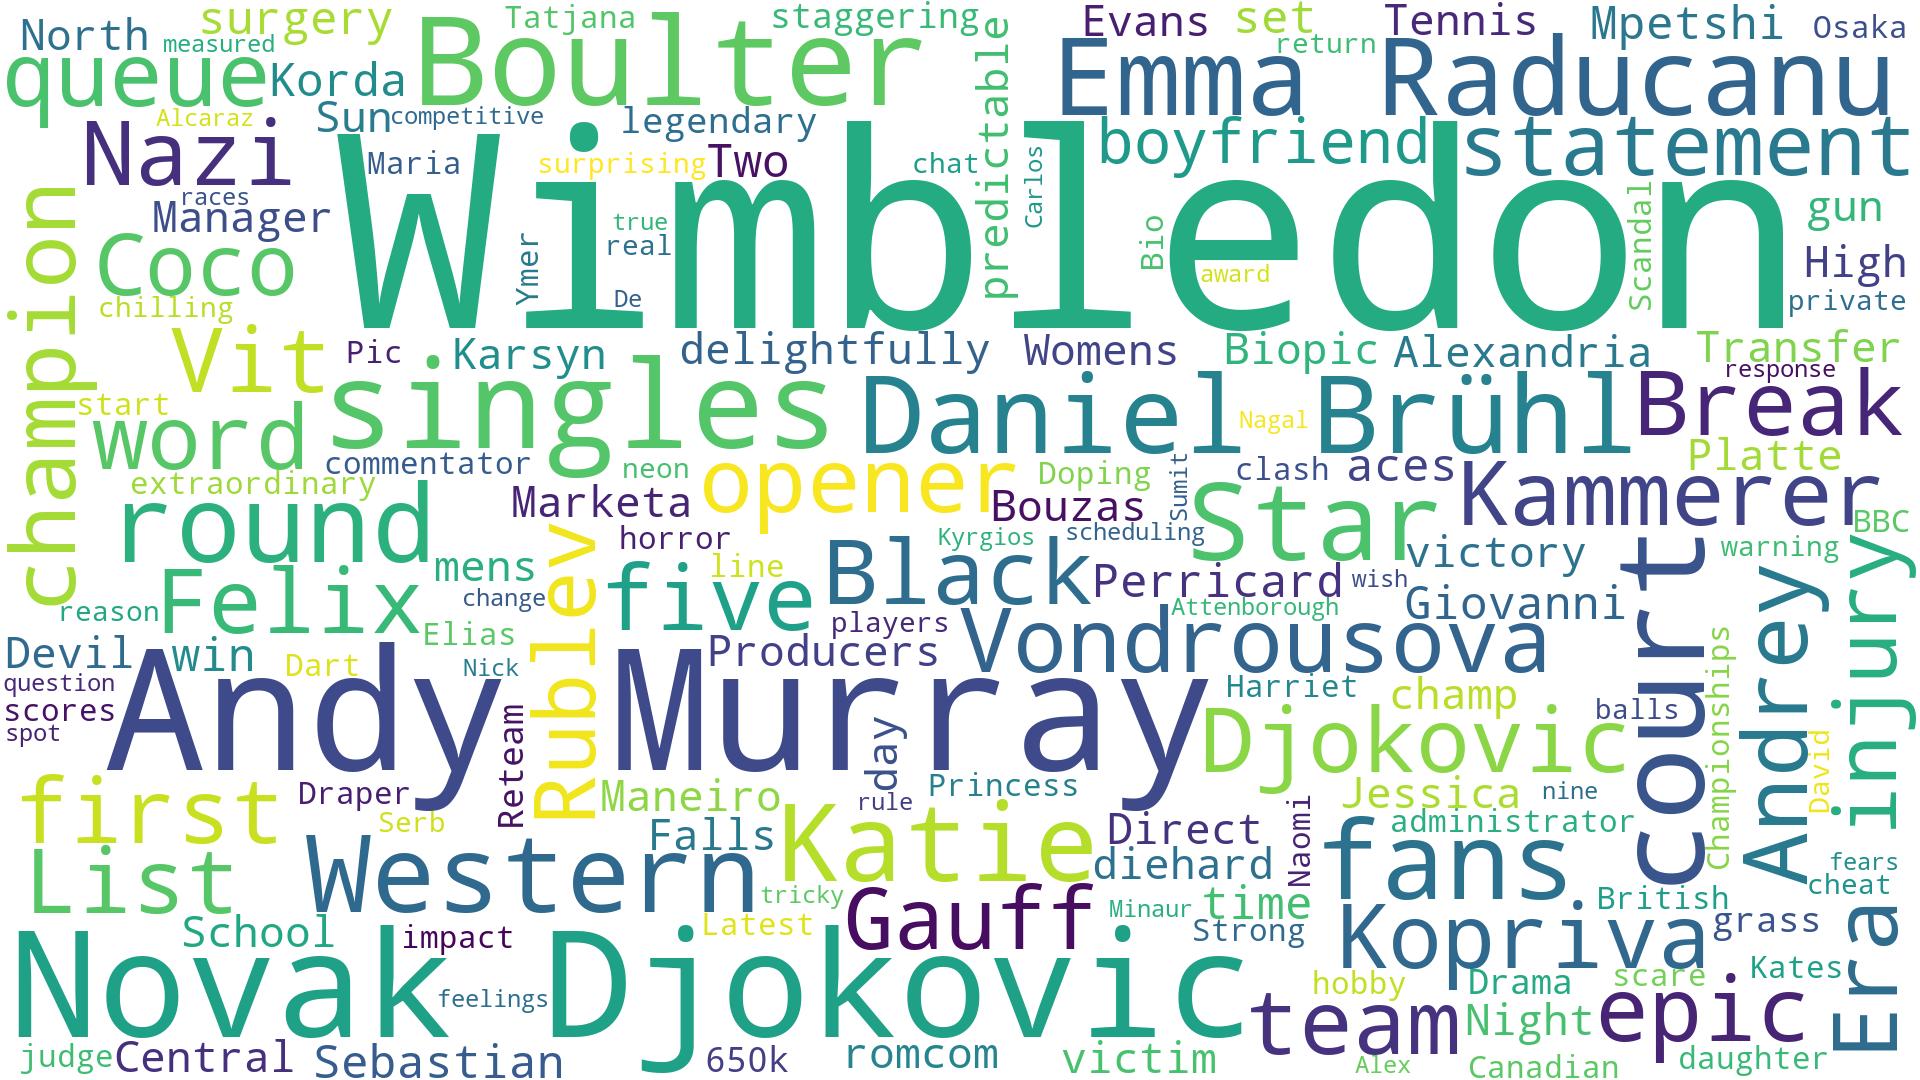 North
surgery
Tatjana
staggering
Evans
set
Tennis
Mpetshi
Osaka
measured
queue
Korda
Boulter
predictable
Emma Raducanu
return
Alcaraz
Sun
competitive
legendary
boyfriend
statement
Nazi
Maria
surprising
Two
chat
Carlos
Wimbledon
races
Manager
champion
Coco
chilling
Ymer
true
real
De
Bio
award
Scandal
gun
High
private
Vit
Pic
Karsyn
delightfully
Womens
Biopic
Alexandria
Transfer
response
start
word
singles
Daniel Brühl
Nagal
Break
commentator
extraordinary
neon
opener
Doping
Sumit
clash
aces
Platte
round
Marketa
Bouzas
Star
Kammerer
BBC
horror
Kyrgios
scheduling
mens
line
Black
Perricard
wish
victory
warning
court
Andrey
injury
reason
Felix
change
Rublev
five
Attenborough
Giovanni
Elias
players
Vondrousova
Devil
win
Dart
Nick
Producers
question
scores
spot
Andy Murray
Harriet
champ
balls
Championships
David
Djokovic
day
Reteam
first
Draper
Serb
Maneiro
rule
Princess
Jessica
nine
Naomi
administrator
List
Western
Falls
Katie
Direct
diehard
fans
fears
cheat
tricky
School
impact
Latest
Gauff
Minaur
time
Strong
British
Kopriva
grass
Era
Novak Djokovic
feelings
hobby
Drama
scare
Kates
team
Night
epic
judge
Central
Sebastian
650k
romcom
victim
Alex
Canadian
daughter